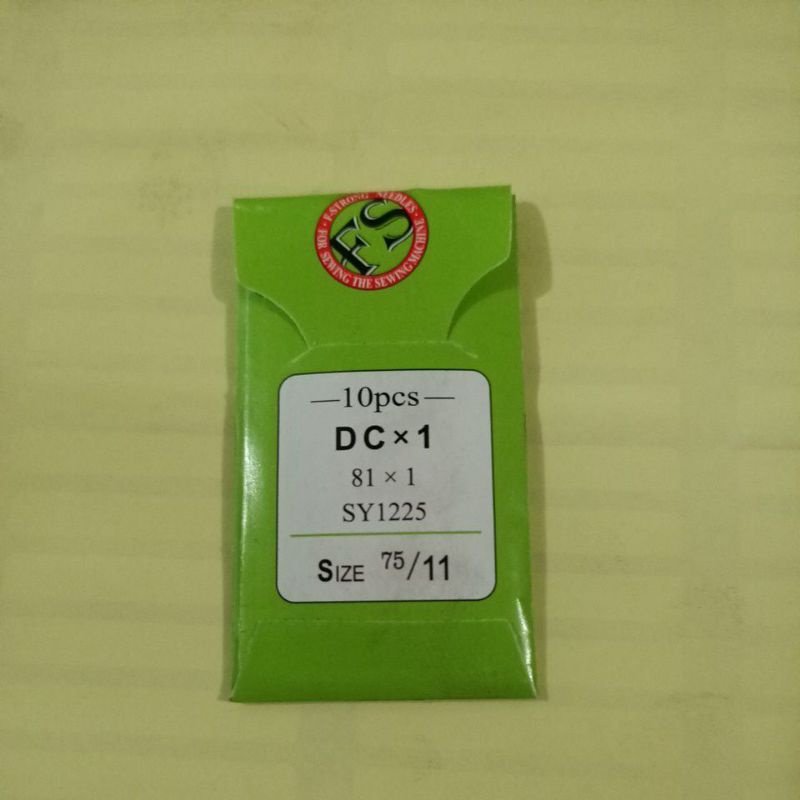 F-STRONG NEEDLES
FOR SEWING THE SEWING MACHINE
FS
10pcs
DC×1
81 × 1
SY1225
SIZE 75/11